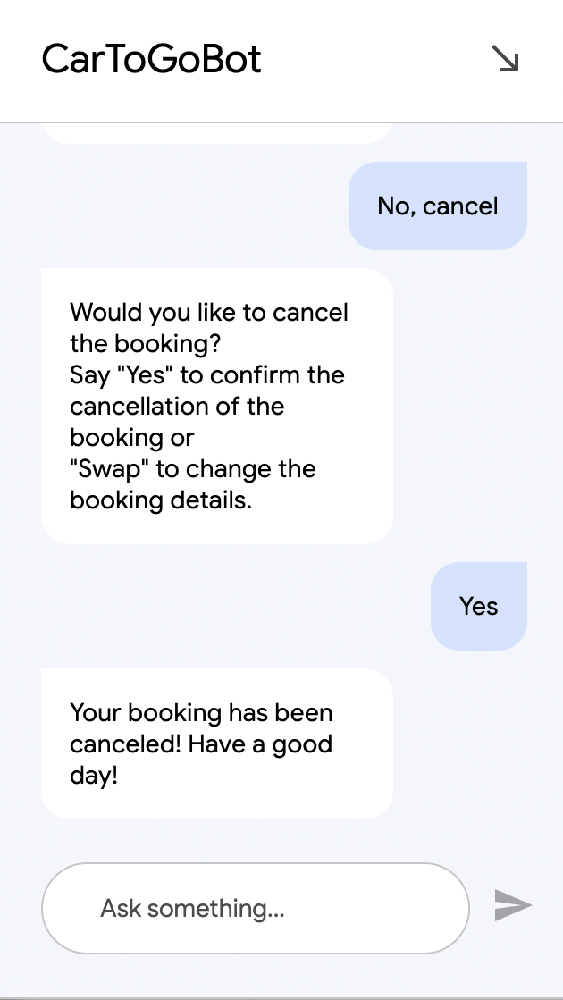 CarToGoBot
No, cancel
Would you like to cancel
the booking?
Say "Yes" to confirm the
cancellation of the
booking or
"Swap" to change the
booking details.
Yes
Your booking has been
canceled! Have a good
day!
Ask something...